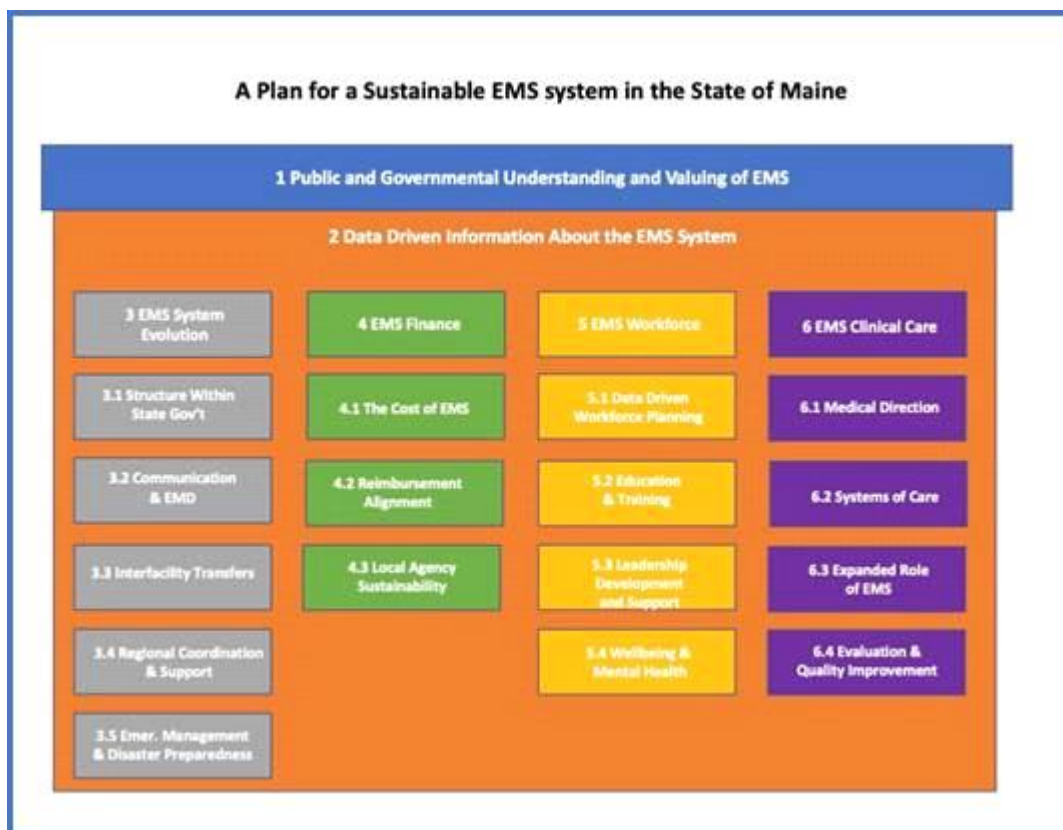 A Plan for a Sustainable EMS system in the State of Maine
1 Public and Governmental Understanding and Valuing of EMS
2 Data Driven Information About the EMS System
3 EMS System
Evolution
3.1 Structure Within
State Gov't
3.2 Communication
& EMD
3.3 Interfacility Transfers
3.4 Regional Coordination
& Support
3.5 Emer. Management
& Disaster Preparedness
4 EMS Finance
4.1 The Cost of EMS
4.2 Reimbursement
Alignment
4.3 Local Agency
Sustainability
5 EMS Workforce
5.1 Data Driven
Workforce Planning
5.2 Education
& Training
5.3 Leadership
Development
and Support
5.4 Wellbeing &
Mental Health
6 EMS Clinical Care
6.1 Medical Direction
6.2 Systems of Care
6.3 Expanded Role
of EMS
6.4 Evaluation &
Quality Improvement